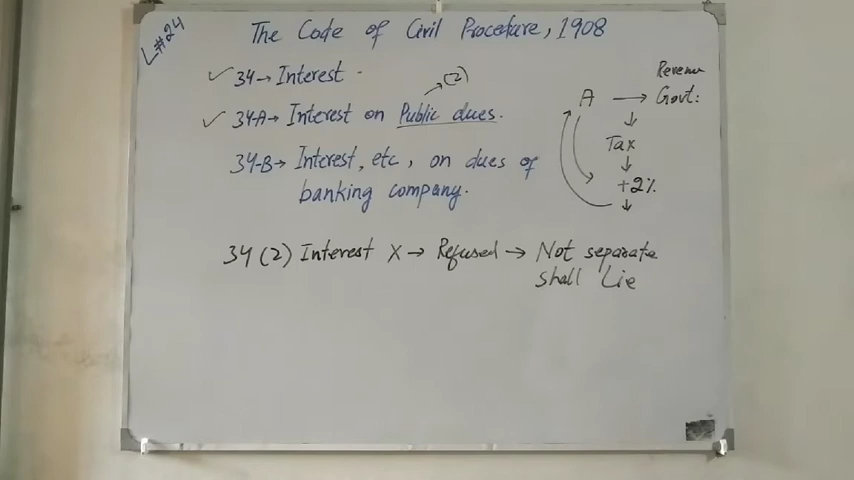 L#24
The Code of Civil Procedure, 1908
✓ 34 → Interest -
→ (2)
✓ 34-A → Interest on Public dues.
34-B → Interest, etc, on dues of
banking company.
Revenue
A → Govt:
↓
Tax
↓
+2%
↓
34 (2) Interest X → Refused → Not separate
shall Lie